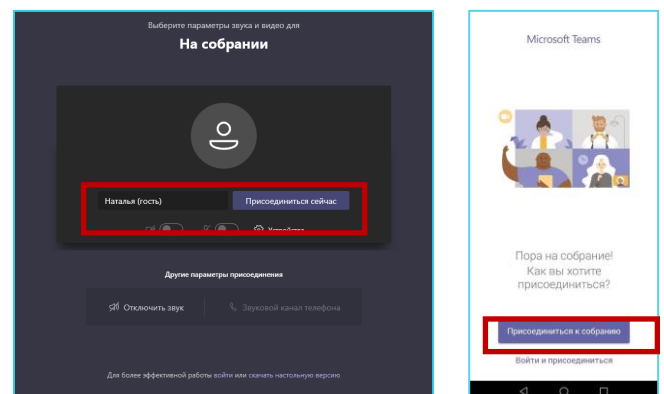 Выберите параметры звука и видео для
На собрании
Наталья (гость)
Присоединиться сейчас
Устройства
Другие параметры присоединения
Отключить звук
Звуковой канал телефона
Для более эффективной работы войти или скачать настольную версию
Microsoft Teams
Пора на собрание!
Как вы хотите
присоединиться?
Присоединиться к собранию
Войти и присоединиться